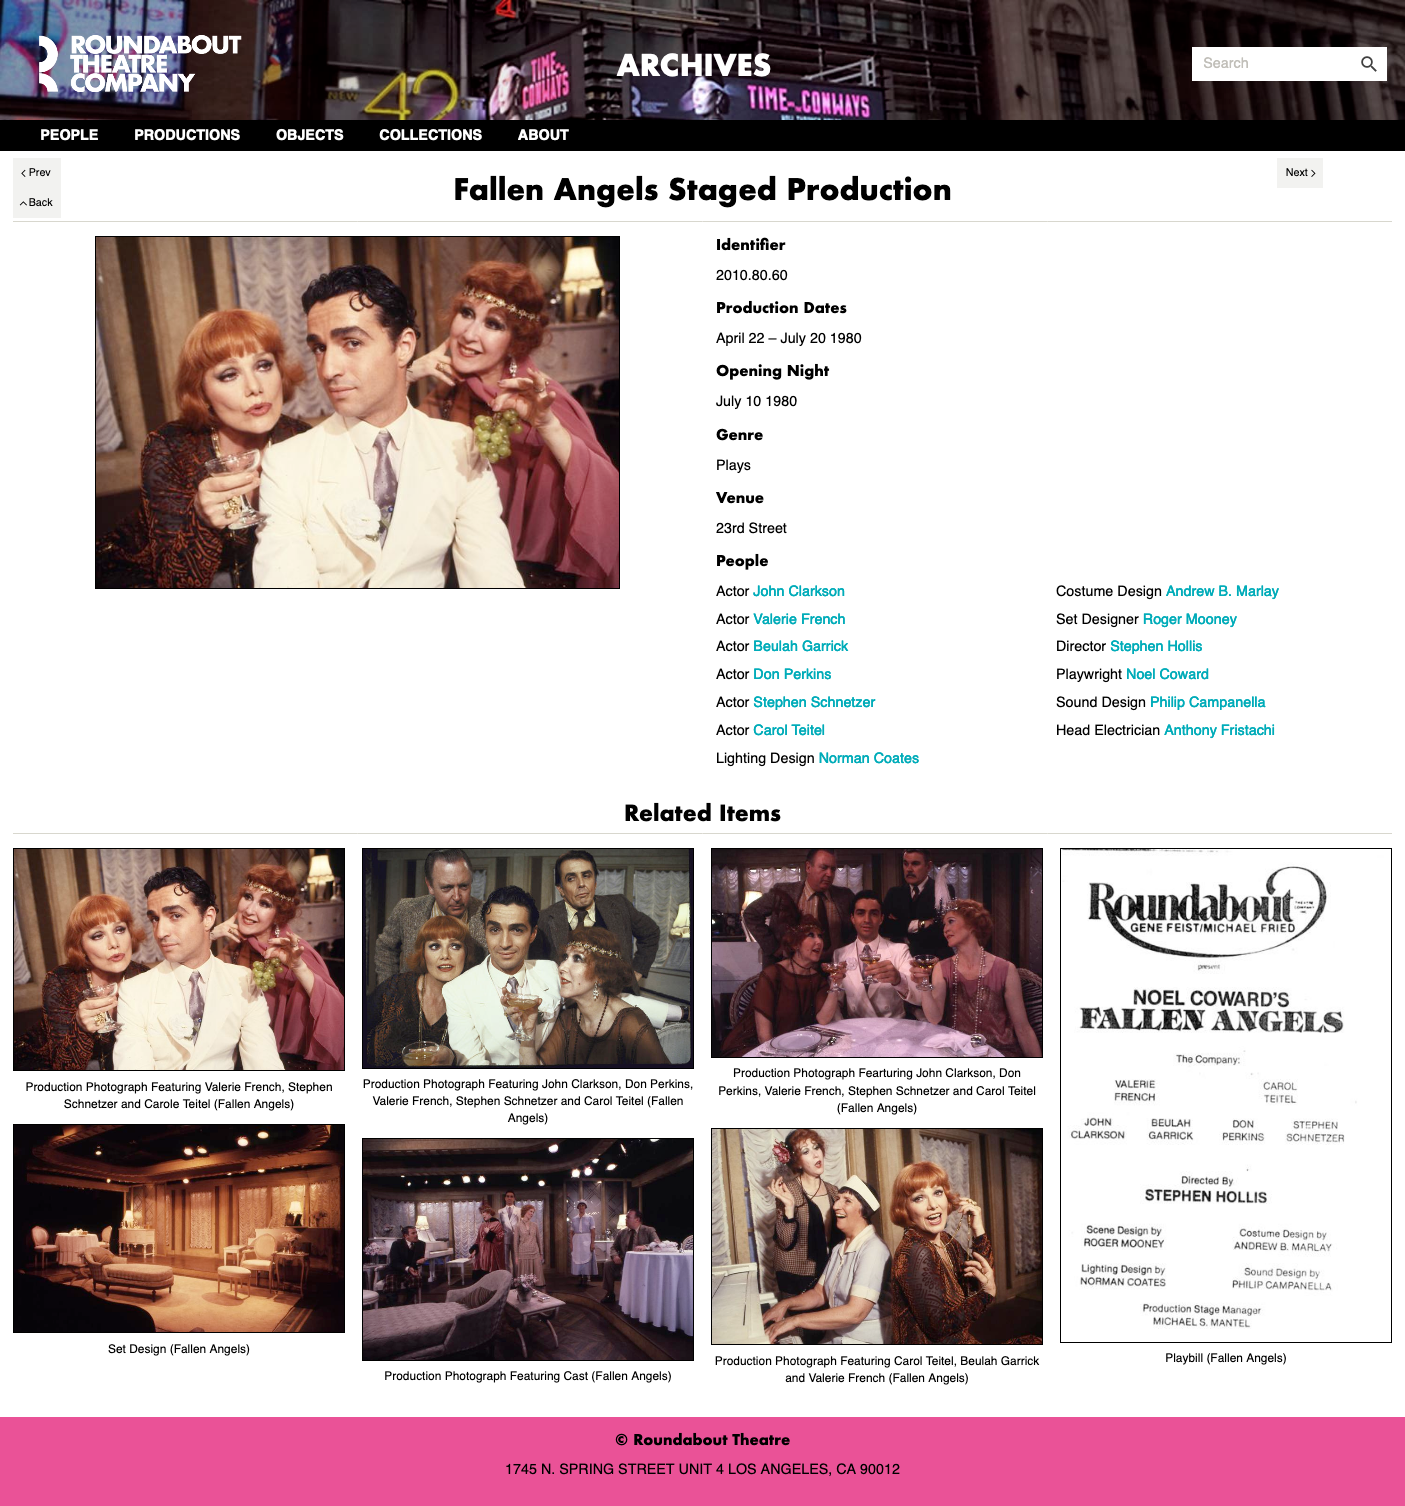 ROUNDABOUT
THEATRE
COMPANY
ARCHIVES
Search
NEW 42
TIME AND THE
CONWAYS
TIME AND THE CONWAYS
PEOPLE PRODUCTIONS OBJECTS COLLECTIONS ABOUT
Prev
Back
Fallen Angels Staged Production
Next
Identifier
2010.80.60
Production Dates
April 22 – July 20 1980
Opening Night
July 10 1980
Genre
Plays
Venue
23rd Street
People
Actor John Clarkson
Actor Valerie French
Actor Beulah Garrick
Actor Don Perkins
Actor Stephen Schnetzer
Actor Carol Teitel
Lighting Design Norman Coates
Costume Design Andrew B. Marlay
Set Designer Roger Mooney
Director Stephen Hollis
Playwright Noel Coward
Sound Design Philip Campanella
Head Electrician Anthony Fristachi
Related Items
Production Photograph Featuring Valerie French, Stephen
Schnetzer and Carole Teitel (Fallen Angels)
Production Photograph Featuring John Clarkson, Don Perkins,
Valerie French, Stephen Schnetzer and Carol Teitel (Fallen
Angels)
Production Photograph Fearturing John Clarkson, Don
Perkins, Valerie French, Stephen Schnetzer and Carol Teitel
(Fallen Angels)
Roundabout
GENE FEIST/MICHAEL FRIED
present
NOEL COWARD'S
FALLEN ANGELS
The Company:
VALERIE FRENCH
CAROL TEITEL
JOHN CLARKSON
BEULAH GARRICK
DON PERKINS
STEPHEN SCHNETZER
Directed By
STEPHEN HOLLIS
Scene Design by
ROGER MOONEY
Costume Design by
ANDREW B. MARLAY
Lighting Design by
NORMAN COATES
Sound Design by
PHILIP CAMPANELLA
Production Stage Manager
MICHAEL S. MANTEL
Set Design (Fallen Angels)
Production Photograph Featuring Cast (Fallen Angels)
Production Photograph Featuring Carol Teitel, Beulah Garrick
and Valerie French (Fallen Angels)
Playbill (Fallen Angels)
© Roundabout Theatre
1745 N. SPRING STREET UNIT 4 LOS ANGELES, CA 90012